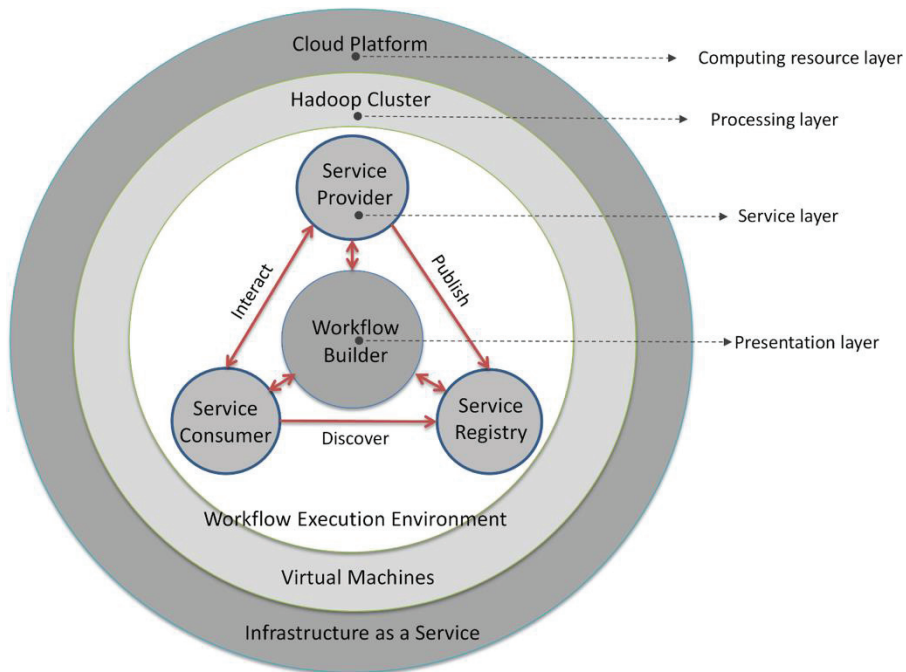 Cloud Platform
Computing resource layer
Hadoop Cluster
Processing layer
Service
Provider
Service layer
Interact
Publish
Workflow
Builder
Presentation layer
Service
Consumer
Discover
Service
Registry
Workflow Execution Environment
Virtual Machines
Infrastructure as a Service